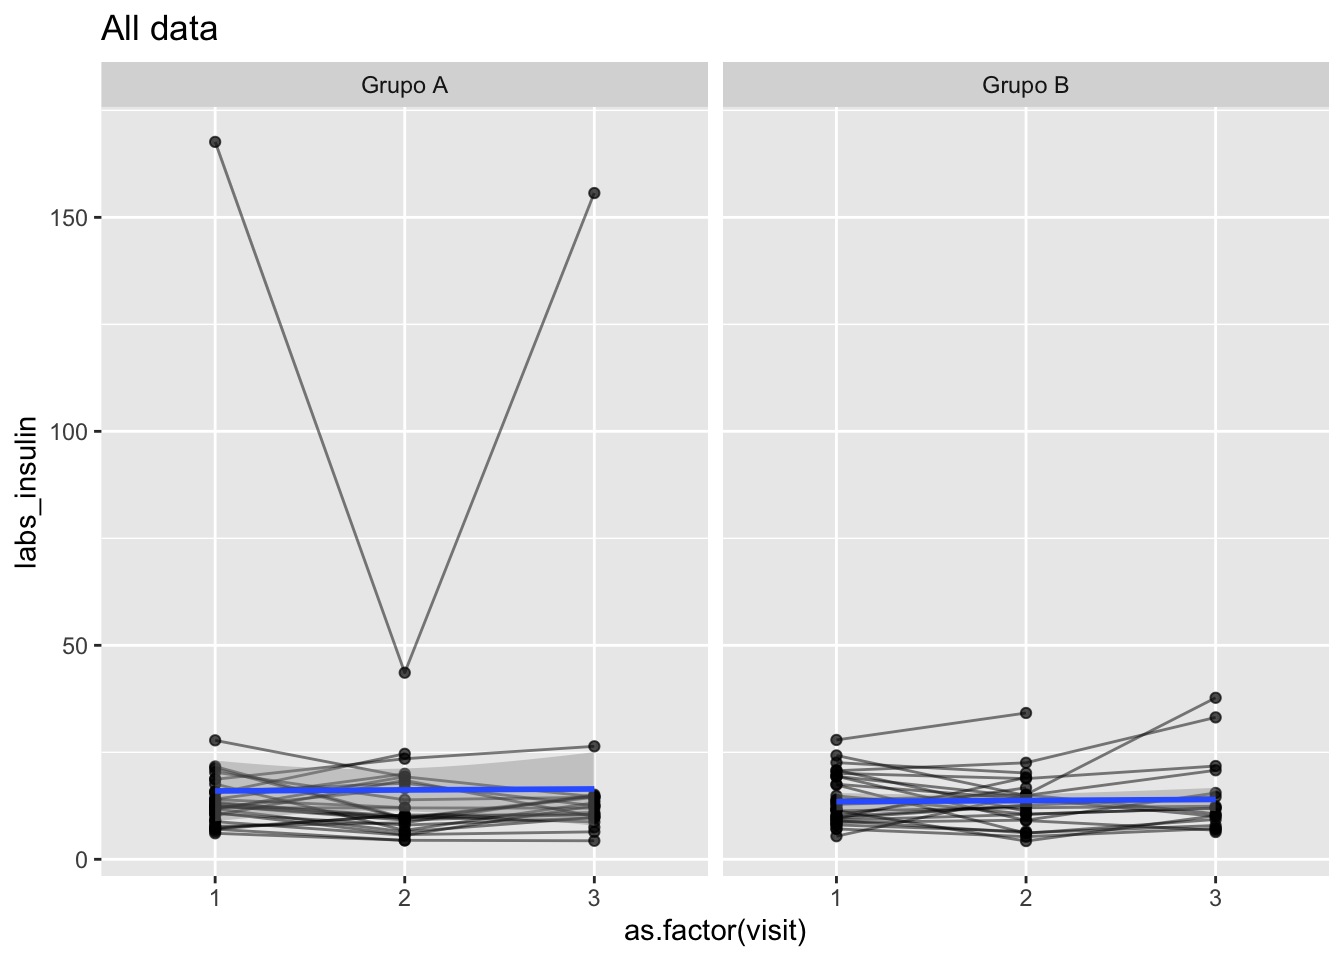 All data
Grupo A
Grupo B
labs_insulin
150
100
50
0
1 2 3
1 2 3
as.factor(visit)